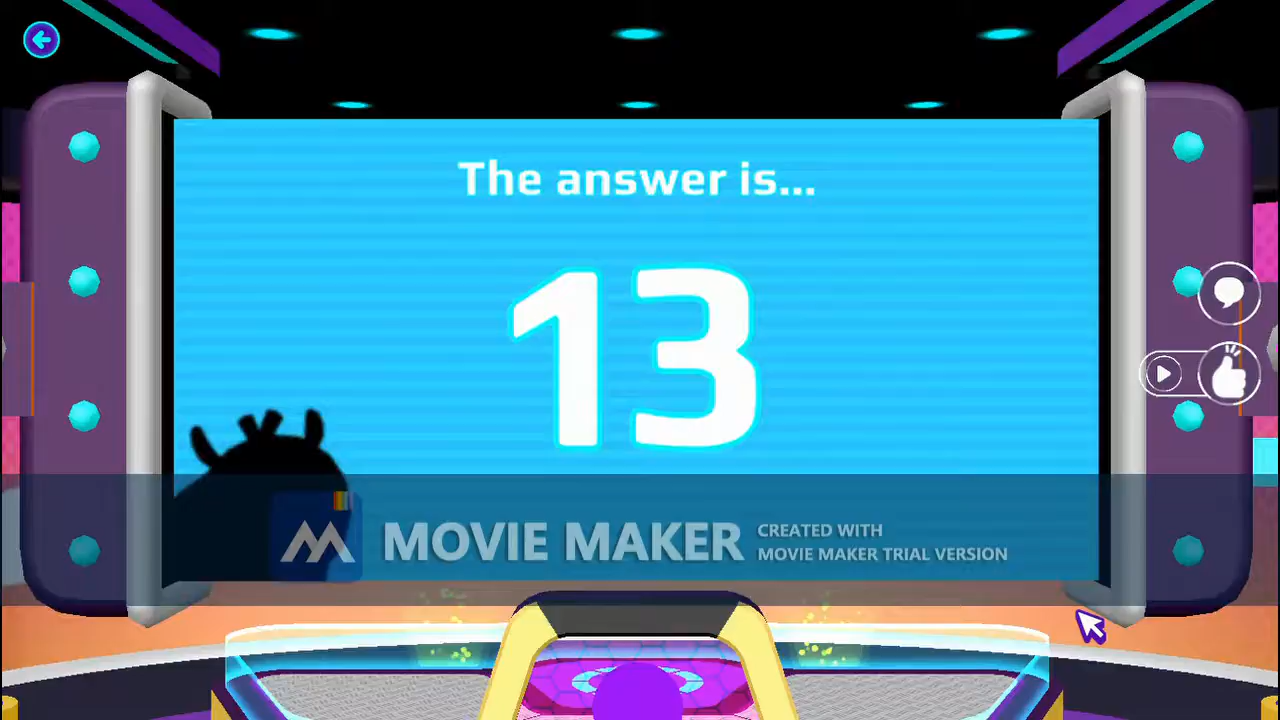 The answer is...
13
MOVIE MAKER
CREATED WITH
MOVIE MAKER TRIAL VERSION